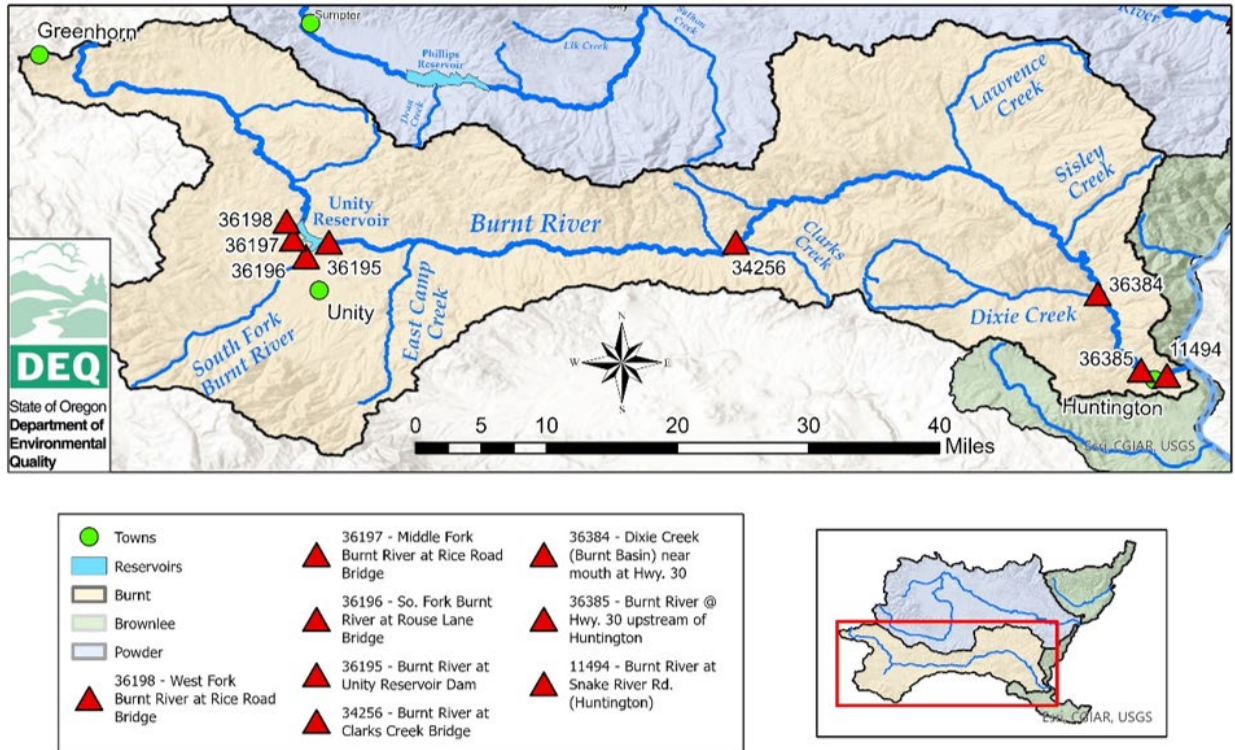 Greenhorn
Sumpter
Phillips
Reservoir
Elk Creek
Sutton
Creek
River
Dean
Creek
Lawrence
Creek
Sisley
Creek
Unity
Reservoir
Burnt River
Clarks
Creek
36198
36197
36196
36195
34256
36384
Unity
East Camp
Creek
Dixie Creek
South Fork
Burnt River
36385
11494
Huntington
N
W
E
S
0 5 10 20 30 40
Miles
Esri, CGIAR, USGS
DEQ
State of Oregon
Department of
Environmental
Quality
Towns
Reservoirs
Burnt
Brownlee
Powder
36198 - West Fork
Burnt River at Rice Road
Bridge
36197 - Middle Fork
Burnt River at Rice Road
Bridge
36196 - So. Fork Burnt
River at Rouse Lane
Bridge
36195 - Burnt River at
Unity Reservoir Dam
34256 - Burnt River at
Clarks Creek Bridge
36384 - Dixie Creek
(Burnt Basin) near
mouth at Hwy. 30
36385 - Burnt River @
Hwy. 30 upstream of
Huntington
11494 - Burnt River at
Snake River Rd.
(Huntington)
Esri, CGIAR, USGS